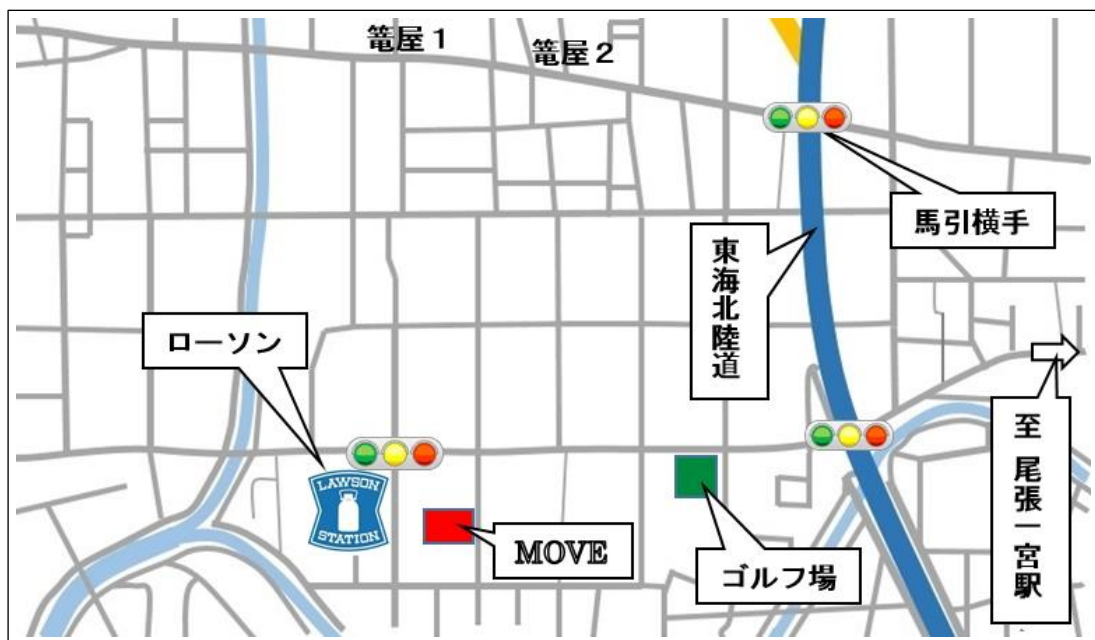 篭屋１
篭屋２
馬引横手
東海北陸道
ローソン
LAWSON
STATION
MOVE
ゴルフ場
至 尾張一宮駅